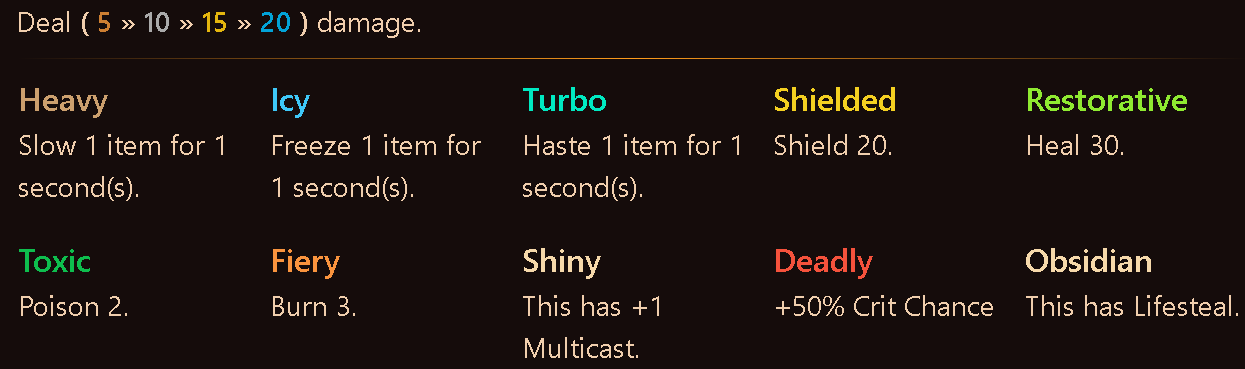 Deal ( 5 » 10 » 15 » 20 ) damage.
Heavy
Slow 1 item for 1
second(s).
Icy
Freeze 1 item for
1 second(s).
Turbo
Haste 1 item for 1
second(s).
Shielded
Shield 20.
Restorative
Heal 30.
Toxic
Poison 2.
Fiery
Burn 3.
Shiny
This has +1
Multicast.
Deadly
+50% Crit Chance
Obsidian
This has Lifesteal.